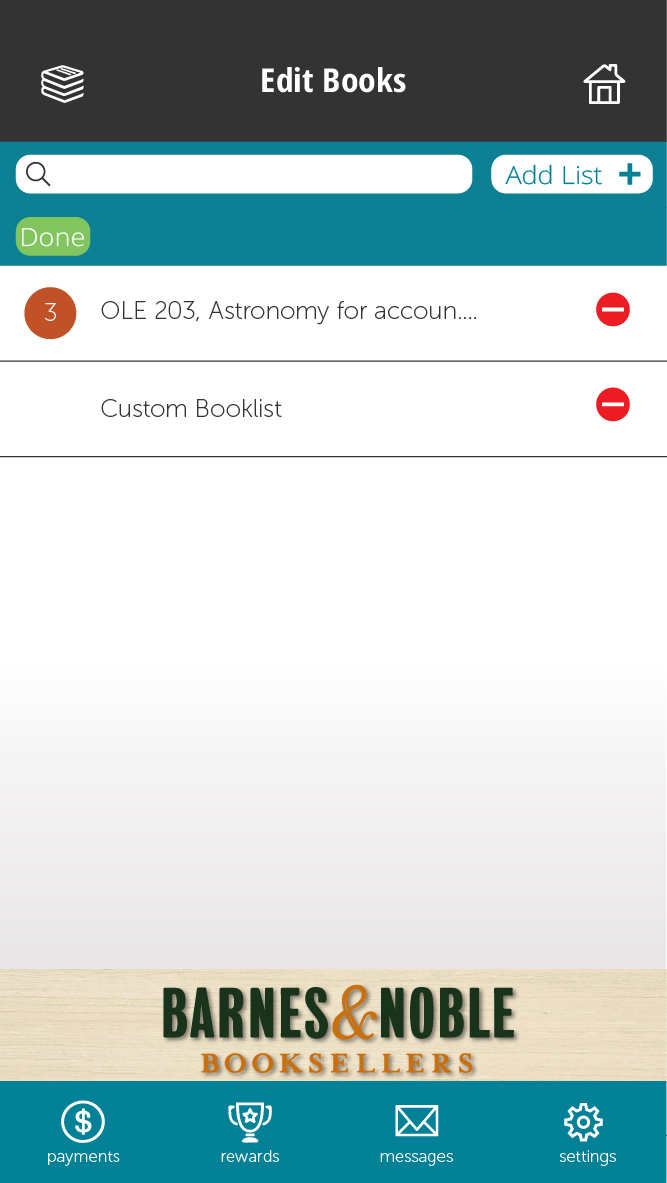 Edit Books
Add List +
Done
3 OLE 203, Astronomy for accoun....
Custom Booklist
BARNES&NOBLE
BOOKSELLERS
payments rewards messages settings